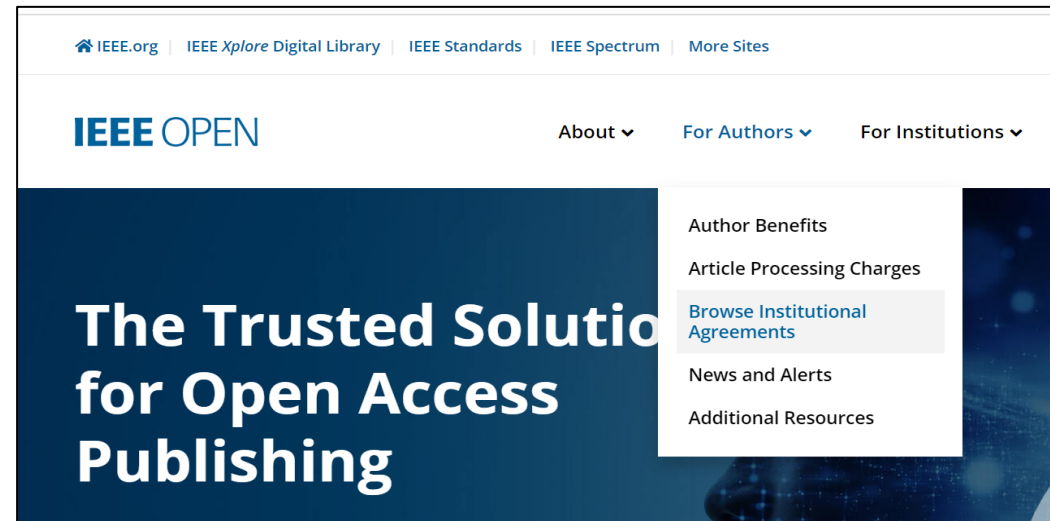 IEEE.org | IEEE Xplore Digital Library | IEEE Standards | IEEE Spectrum | More Sites
IEEE OPEN About For Authors For Institutions
Author Benefits
Article Processing Charges
Browse Institutional
Agreements
News and Alerts
Additional Resources
The Trusted Solutio
for Open Access
Publishing